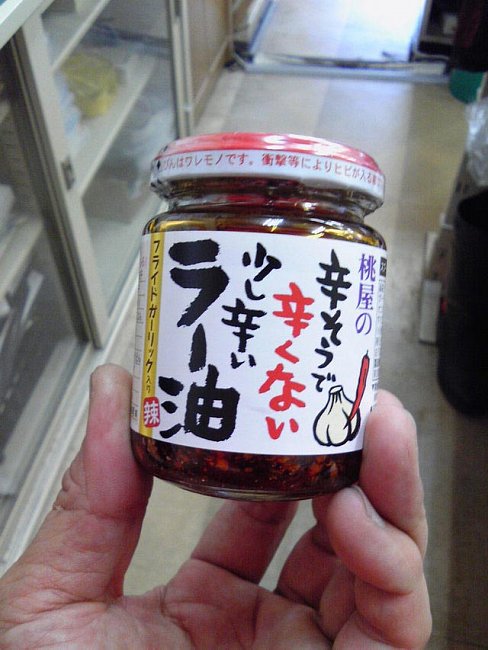 びんはワレモノです。衝撃等によりヒビが入る
桃屋の
辛そうで
辛くない
少し辛い
ラー油
フライドガーリック入り
辣